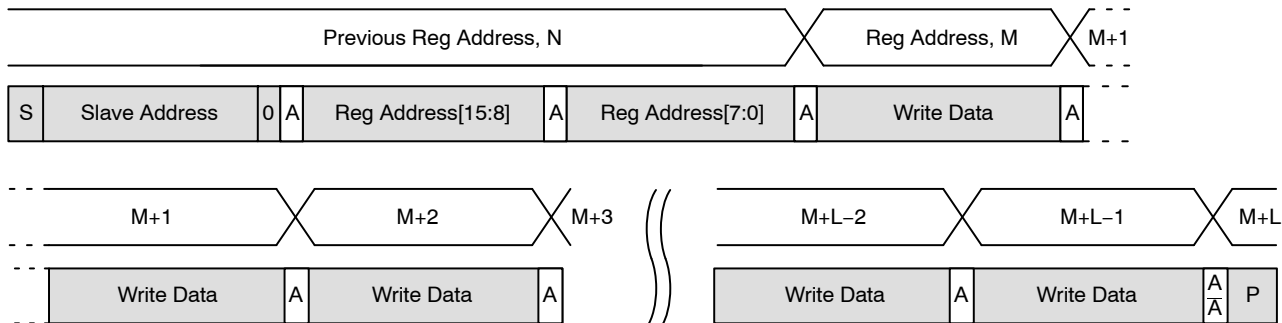 Previous Reg Address, N Reg Address, M M+1
S Slave Address 0 A Reg Address[15:8] A Reg Address[7:0] A Write Data A
M+1 M+2 M+3 M+L−2 M+L−1 M+L
Write Data A Write Data A Write Data A Write Data A/A̅ P